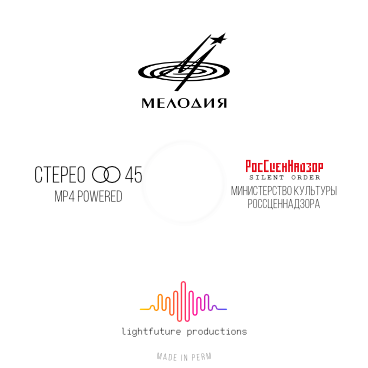 МЕЛОДИЯ
СТЕРЕО 45
MP4 POWERED
РосСценНадзор
SILENT ORDER
МИНИСТЕРСТВО КУЛЬТУРЫ
РОССЦЕННАДЗОРА
lightfuture productions
MADE IN PERM